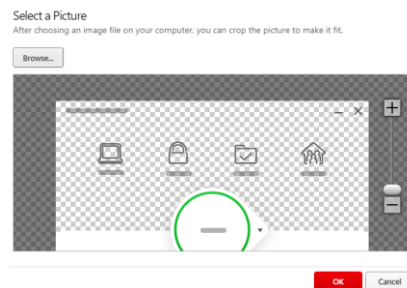 Select a Picture
After choosing an image file on your computer, you can crop the picture to make it fit.
Browse...
OK
Cancel